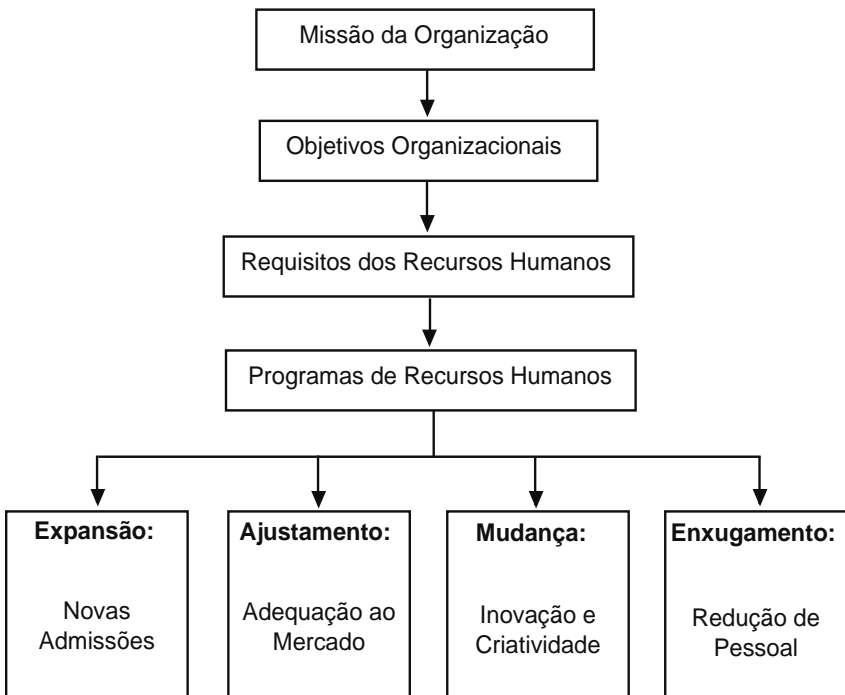 Missão da Organização
Objetivos Organizacionais
Requisitos dos Recursos Humanos
Programas de Recursos Humanos
Expansão:
Novas
Admissões
Ajustamento:
Adequação ao
Mercado
Mudança:
Inovação e
Criatividade
Enxugamento:
Redução de
Pessoal